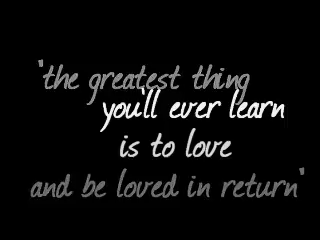 'the greatest thing
you'll ever learn
is to love
and be loved in return'